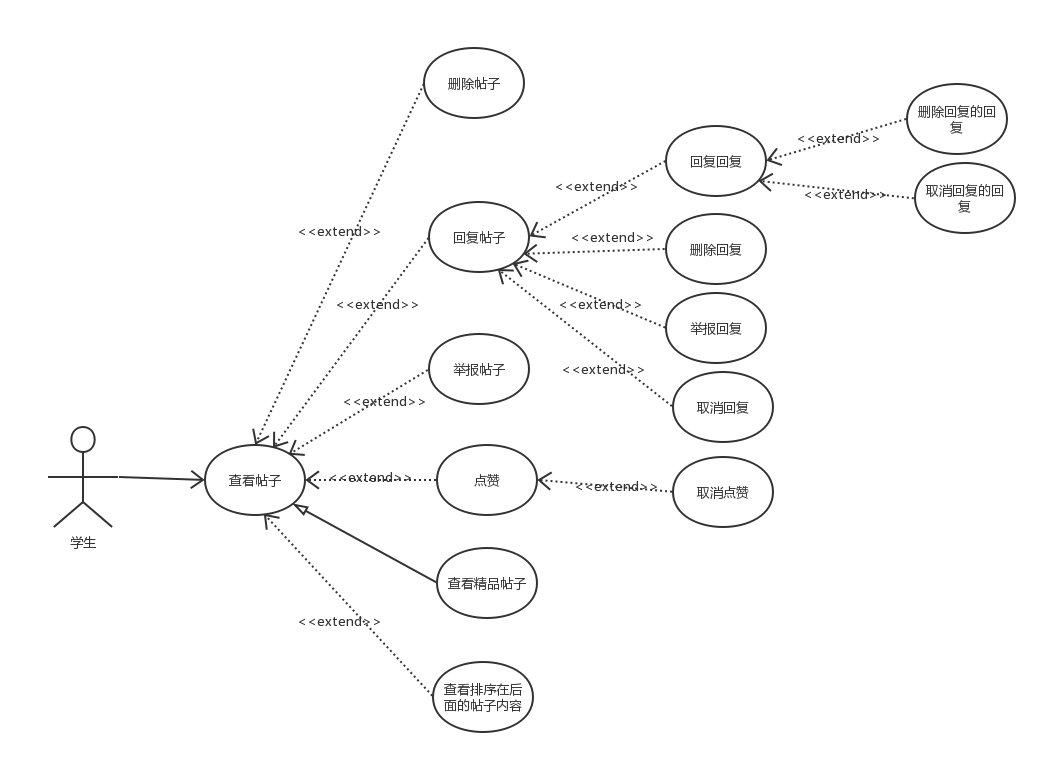 删除帖子
删除回复的回
复
<<extend>>
回复回复
<<extend>>
取消回复的回
复
<<extend>>
<<extend>>
回复帖子
<<extend>>
删除回复
<<extend>>
<<extend>>
举报回复
举报帖子
<<extend>>
<<extend>>
取消回复
查看帖子
<<extend>>
点赞
<<extend>>
取消点赞
学生
查看精品帖子
<<extend>>
查看排序在后
面的帖子内容